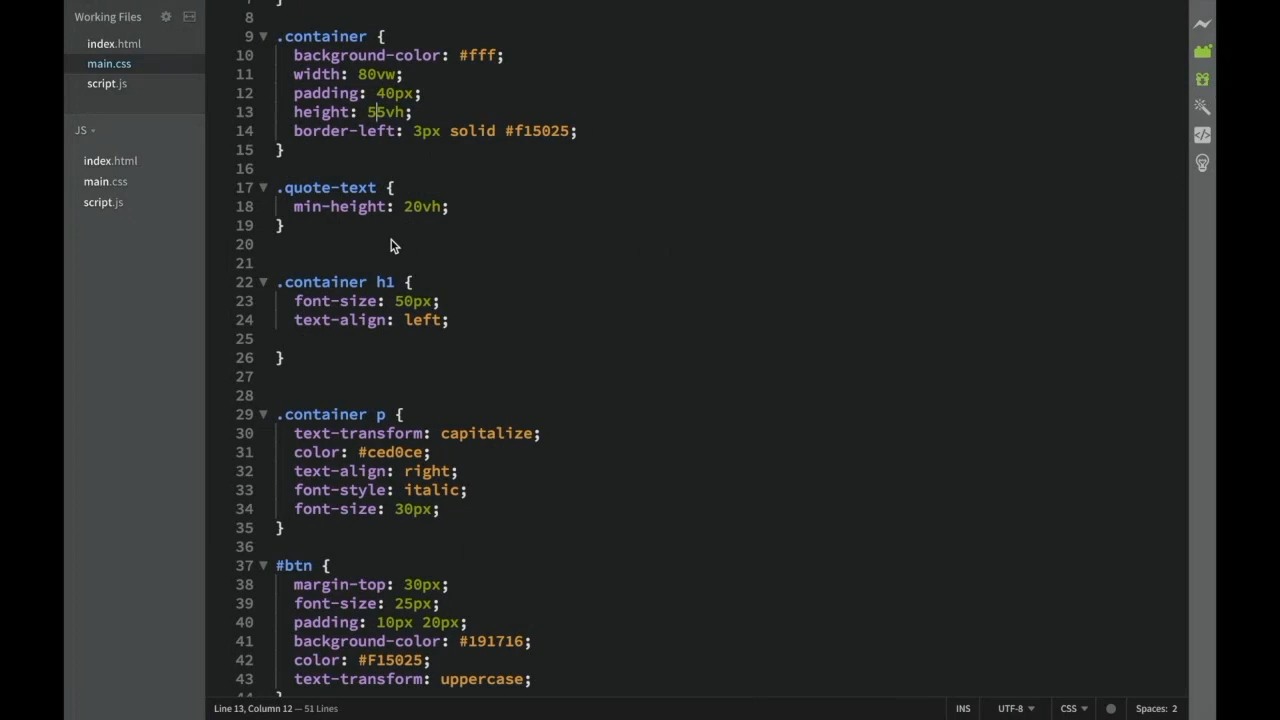 Working Files
index.html
main.css
script.js
JS
index.html
main.css
script.js
7 }
8
9 .container {
10 background-color: #fff;
11 width: 80vw;
12 padding: 40px;
13 height: 55vh;
14 border-left: 3px solid #f15025;
15 }
16
17 .quote-text {
18 min-height: 20vh;
19 }
20
21
22 .container h1 {
23 font-size: 50px;
24 text-align: left;
25
26 }
27
28
29 .container p {
30 text-transform: capitalize;
31 color: #ced0ce;
32 text-align: right;
33 font-style: italic;
34 font-size: 30px;
35 }
36
37 #btn {
38 margin-top: 30px;
39 font-size: 25px;
40 padding: 10px 20px;
41 background-color: #191716;
42 color: #F15025;
43 text-transform: uppercase;
44 }
Line 13, Column 12 — 51 Lines
INS UTF-8 CSS Spaces: 2